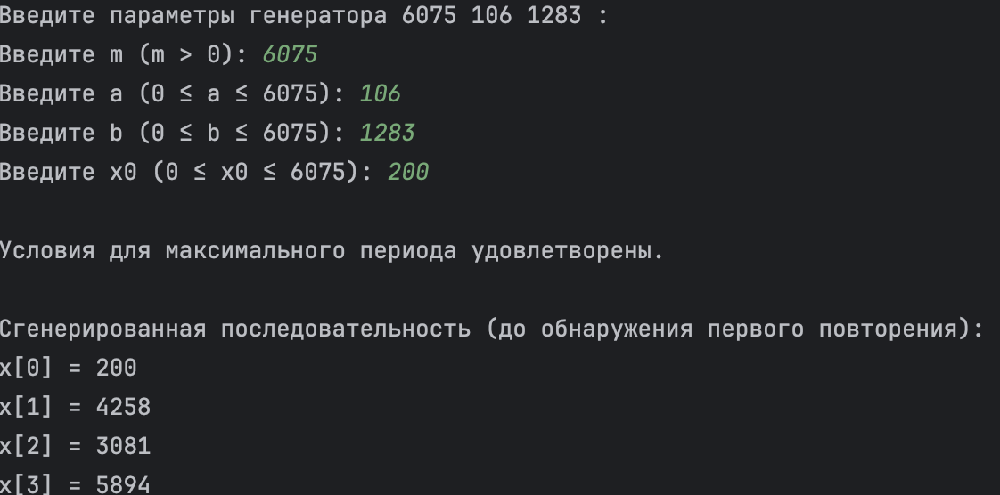 Введите параметры генератора 6075 106 1283 :
Введите m (m > 0): 6075
Введите a (0 ≤ a ≤ 6075): 106
Введите b (0 ≤ b ≤ 6075): 1283
Введите x0 (0 ≤ x0 ≤ 6075): 200
Условия для максимального периода удовлетворены.
Сгенерированная последовательность (до обнаружения первого повторения):
x[0] = 200
x[1] = 4258
x[2] = 3081
x[3] = 5894